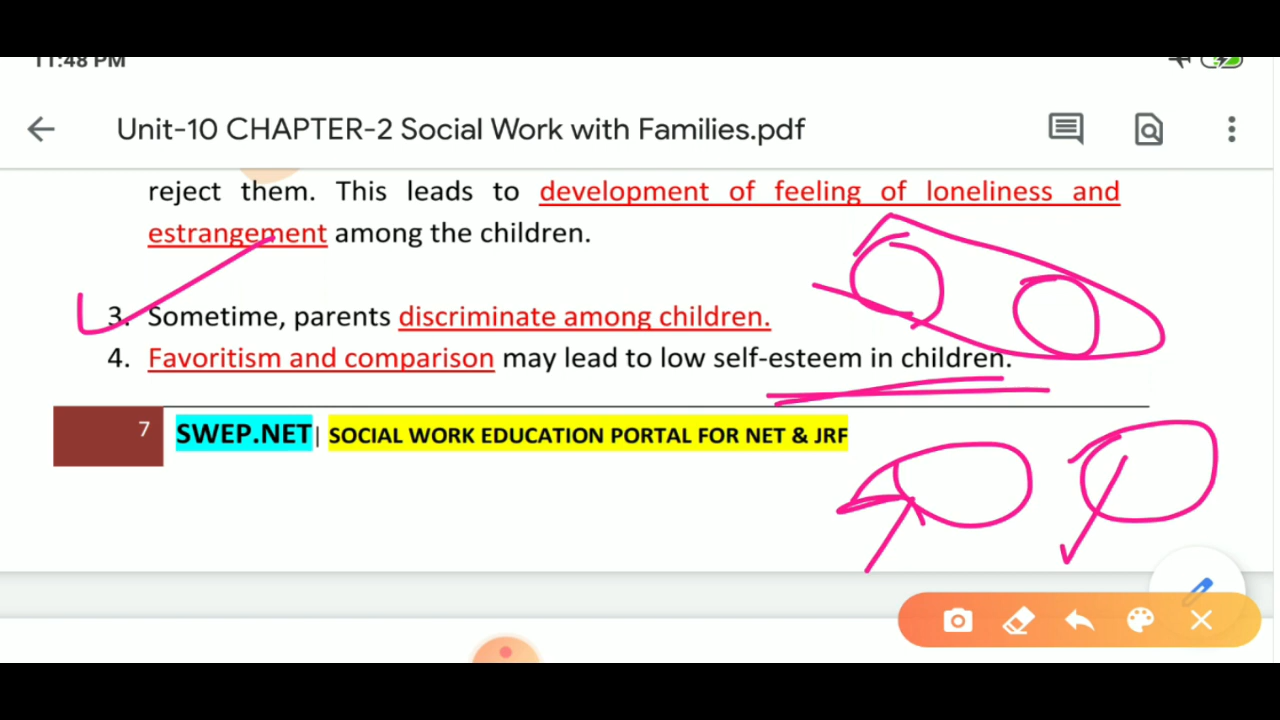 11:48 PM
Unit-10 CHAPTER-2 Social Work with Families.pdf
reject them. This leads to development of feeling of loneliness and
estrangement among the children.
3. Sometime, parents discriminate among children.
4. Favoritism and comparison may lead to low self-esteem in children.
7 SWEP.NET| SOCIAL WORK EDUCATION PORTAL FOR NET & JRF